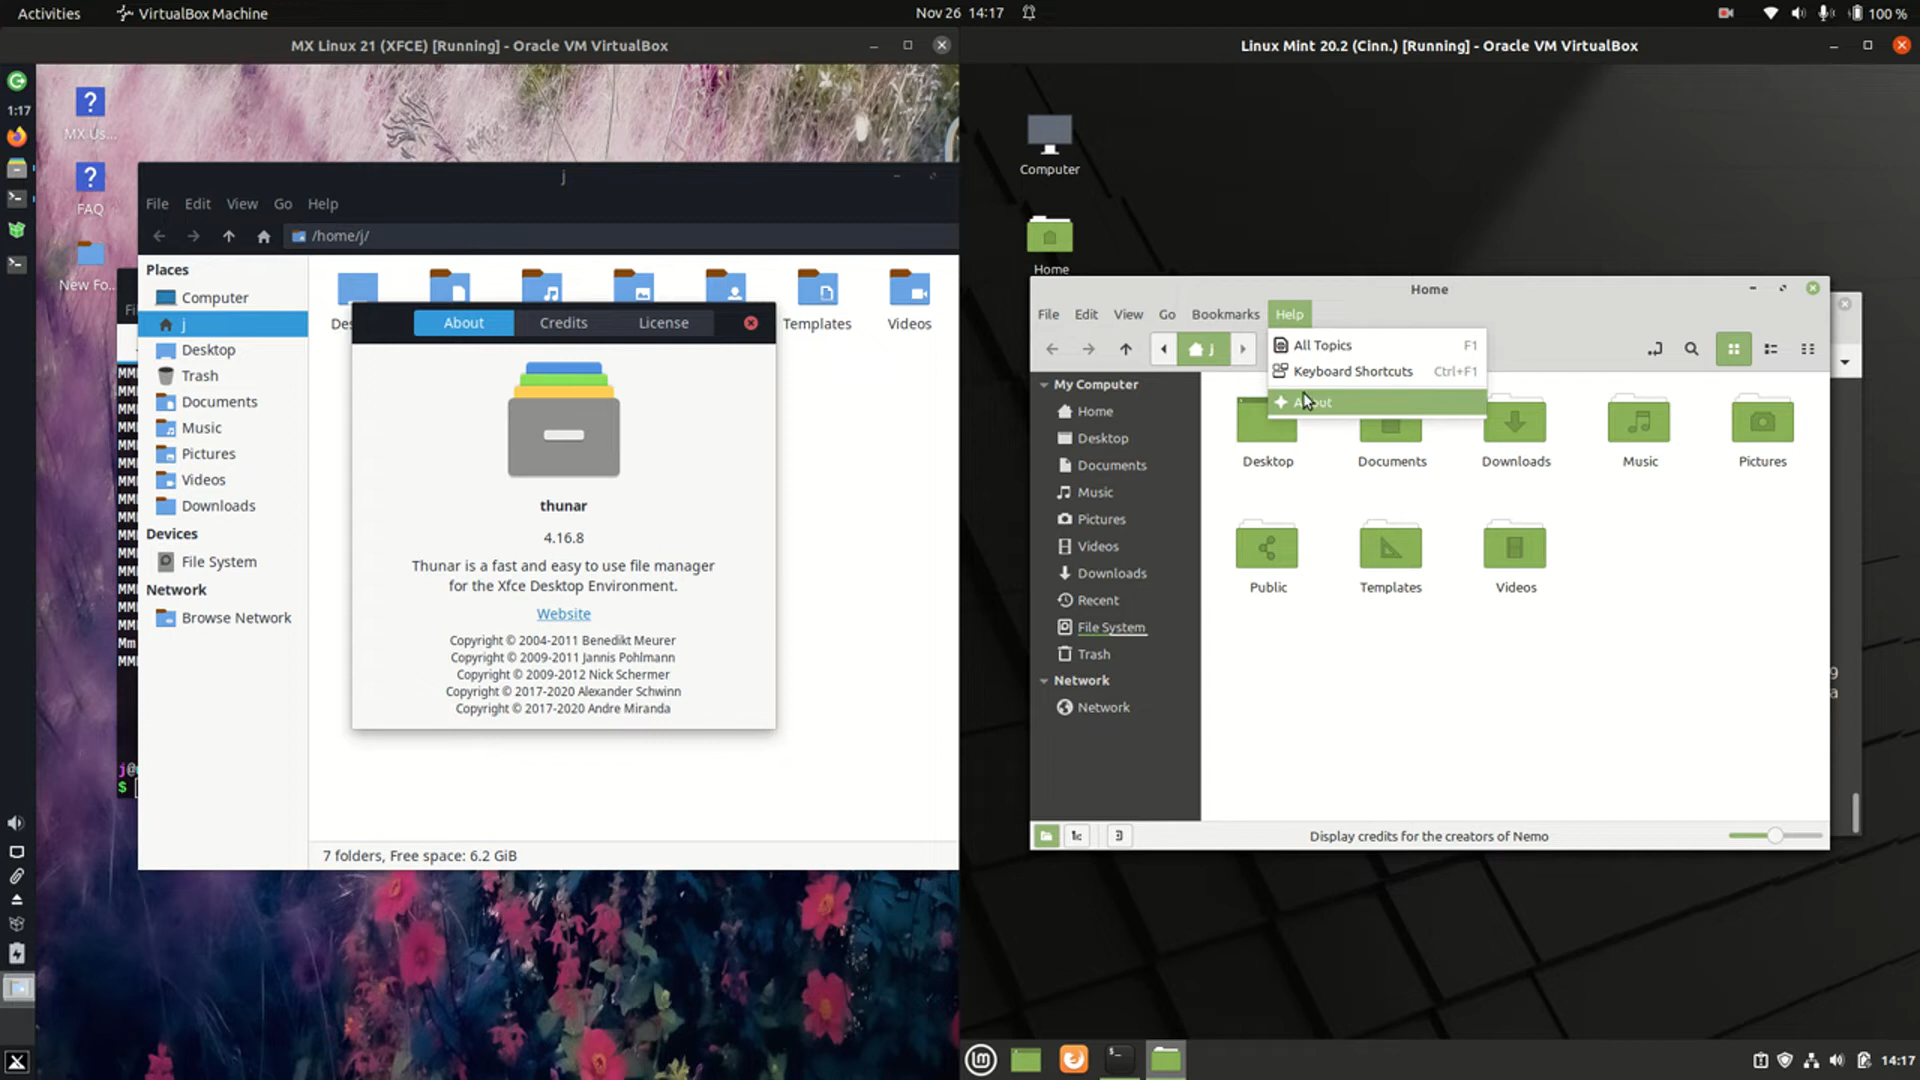 Activities
VirtualBox Machine
Nov 26 14:17
100 %
MX Linux 21 (XFCE) [Running] - Oracle VM VirtualBox
1:17
MX Us...
FAQ
New Fo...
j
File Edit View Go Help
/home/j/
Places
Computer
j
Desktop
Trash
Documents
Music
Pictures
Videos
Downloads
Devices
File System
Network
Browse Network
Templates
Videos
About
Credits
License
thunar
4.16.8
Thunar is a fast and easy to use file manager
for the Xfce Desktop Environment.
Website
Copyright © 2004-2011 Benedikt Meurer
Copyright © 2009-2011 Jannis Pohlmann
Copyright © 2009-2012 Nick Schermer
Copyright © 2017-2020 Alexander Schwinn
Copyright © 2017-2020 Andre Miranda
j@
$
7 folders, Free space: 6.2 GiB
Linux Mint 20.2 (Cinn.) [Running] - Oracle VM VirtualBox
Computer
Home
Home
File Edit View Go Bookmarks Help
j
All Topics F1
Keyboard Shortcuts Ctrl+F1
About
My Computer
Home
Desktop
Documents
Music
Pictures
Videos
Downloads
Recent
File System
Trash
Network
Network
Desktop
Documents
Downloads
Music
Pictures
Public
Templates
Videos
Display credits for the creators of Nemo
14:17